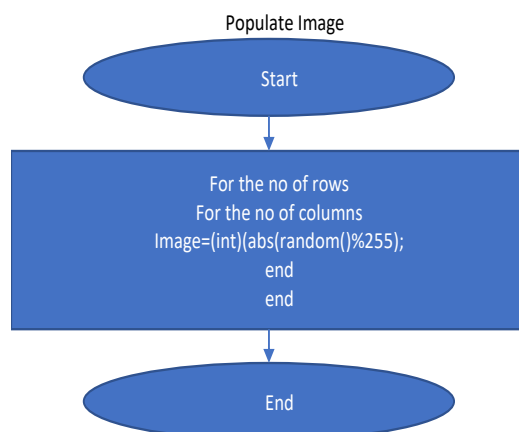 Populate Image
Start
For the no of rows
For the no of columns
Image=(int)(abs(random()%255);
end
end
End